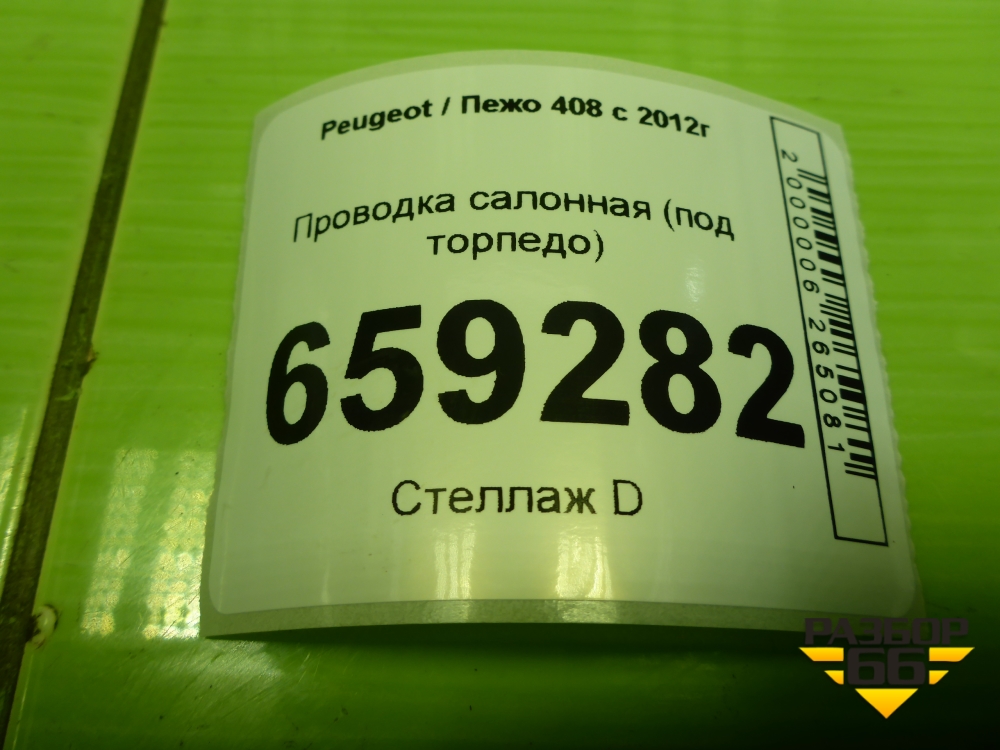 Peugeot / Пежо 408 с 2012г
Проводка салонная (под
торпедо)
659282
Стеллаж D
2000006265081
РАЗБОР
66